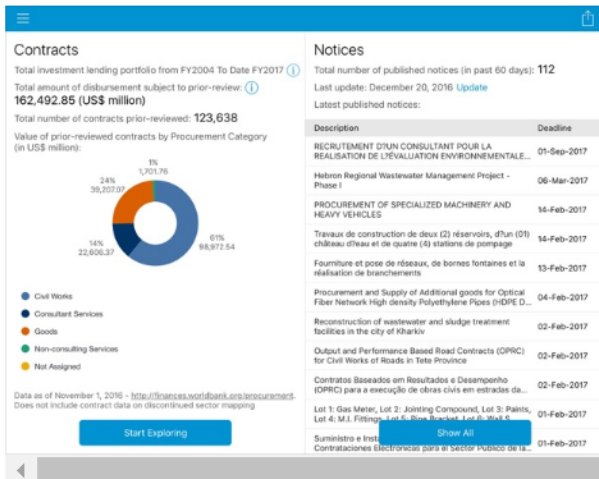 Contracts
Total investment lending portfolio from FY2004 To Date FY2017
Total amount of disbursement subject to prior-review:
162,492.85 (US$ million)
Total number of contracts prior-reviewed: 123,638
Value of prior-reviewed contracts by Procurement Category
(in US$ million):
1%
1,701.76
24%
39,207.07
61%
98,972.54
14%
22,606.37
Civil Works
Consultant Services
Goods
Non-consulting Services
Not Assigned
Data as of November 1, 2016 - http://finances.worldbank.org/procurement.
Does not include contract data on discontinued sector mapping
Start Exploring
Notices
Total number of published notices (in past 60 days): 112
Last update: December 20, 2016 Update
Latest published notices:
Description Deadline
RECRUTEMENT D?UN CONSULTANT POUR LA
REALISATION DE L?ÉVALUATION ENVIRONNEMENTALE... 01-Sep-2017
Hebron Regional Wastewater Management Project -
Phase I 06-Mar-2017
PROCUREMENT OF SPECIALIZED MACHINERY AND
HEAVY VEHICLES 14-Feb-2017
Travaux de construction de deux (2) réservoirs, d?un (01)
château d?eau et de quatre (4) stations de pompage 14-Feb-2017
Fourniture et pose de réseaux, de bornes fontaines et la
réalisation de branchements 13-Feb-2017
Procurement and Supply of Additional goods for Optical
Fiber Network High density Polyethylene Pipes (HDPE D... 04-Feb-2017
Reconstruction of wastewater and sludge treatment
facilities in the city of Kharkiv 02-Feb-2017
Output and Performance Based Road Contracts (OPRC)
for Civil Works of Roads in Tete Province 02-Feb-2017
Contratos Baseados em Resultados e Desempenho
(OPRC) para a execução de obras civis em estradas da... 02-Feb-2017
Lot 1: Gas Meter, Lot 2: Jointing Compound, Lot 3: Paints,
Lot 4: M.I. Fittings, Lot 5: Pipe Bracket, Lot 6: Wall S... 01-Feb-2017
Suministro e
Contrataciones Electrónicas para el Sector Público de la... 01-Feb-2017
Show All